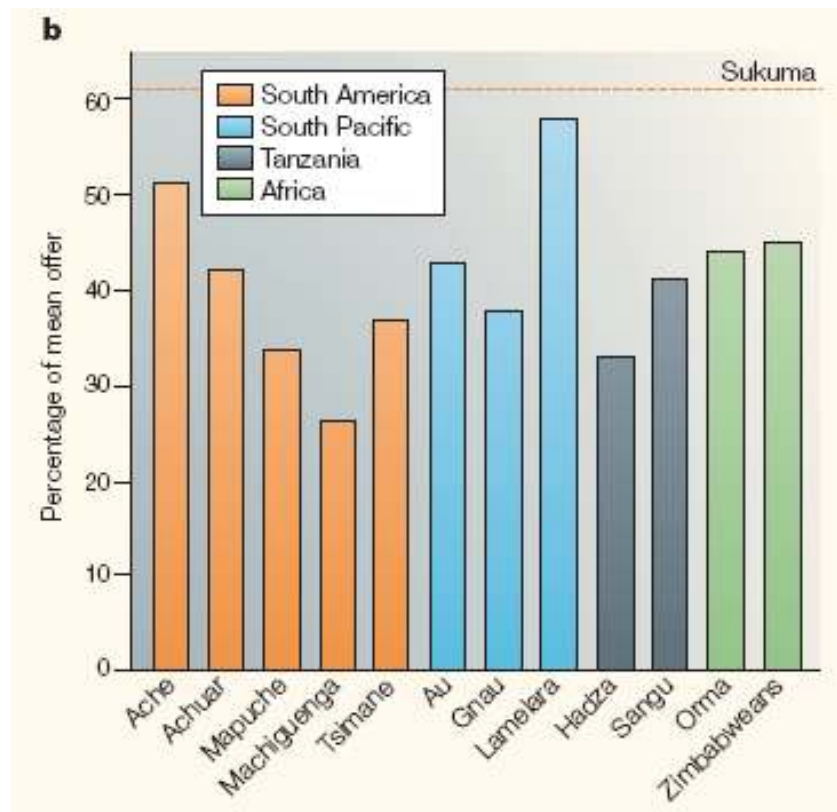 b
Sukuma
South America
South Pacific
Tanzania
Africa
Percentage of mean offer
60
50
40
30
20
10
0
Ache
Achuar
Mapuche
Machiguenga
Tsimane
Au
Gnau
Lamelara
Hadza
Sangu
Orma
Zimbabweans